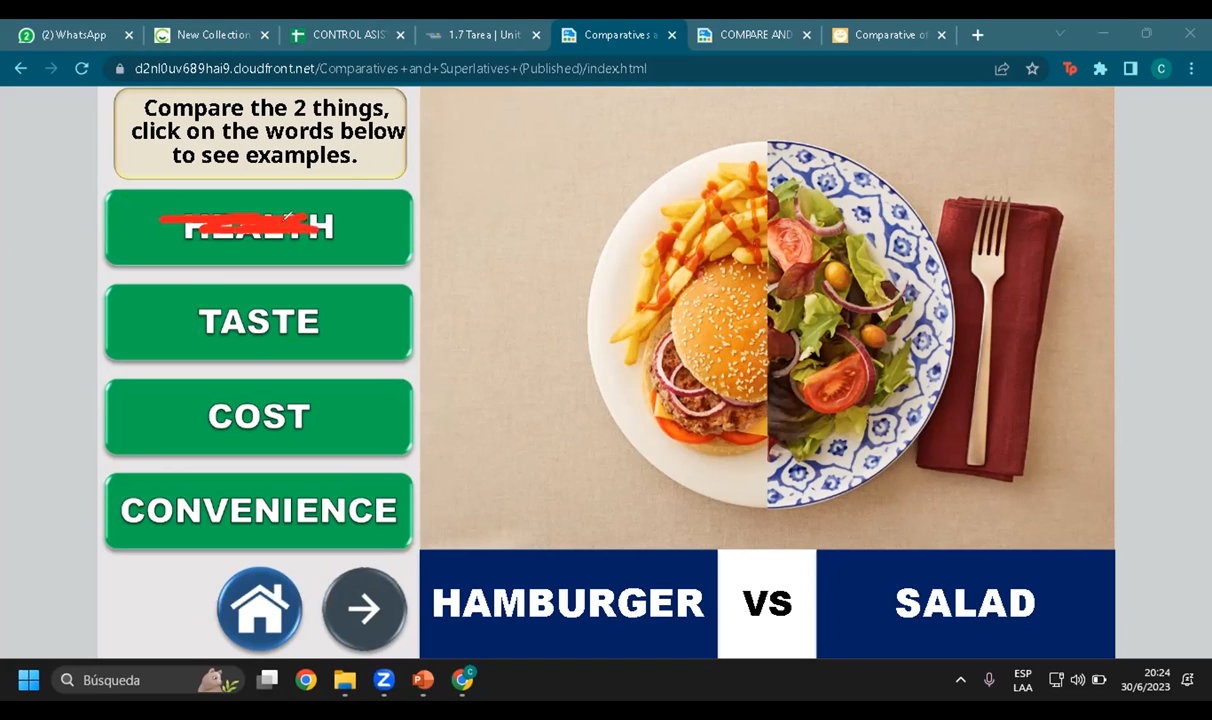 (2) WhatsApp
New Collection
CONTROL ASIS
1.7 Tarea | Unit
Comparatives a
COMPARE AND
Comparative of
d2nl0uv689hai9.cloudfront.net/Comparatives+and+Superlatives+(Published)/index.html
Compare the 2 things,
click on the words below
to see examples.
HEALTH
TASTE
COST
CONVENIENCE
HAMBURGER VS SALAD
Búsqueda
ESP
LAA
20:24
30/6/2023